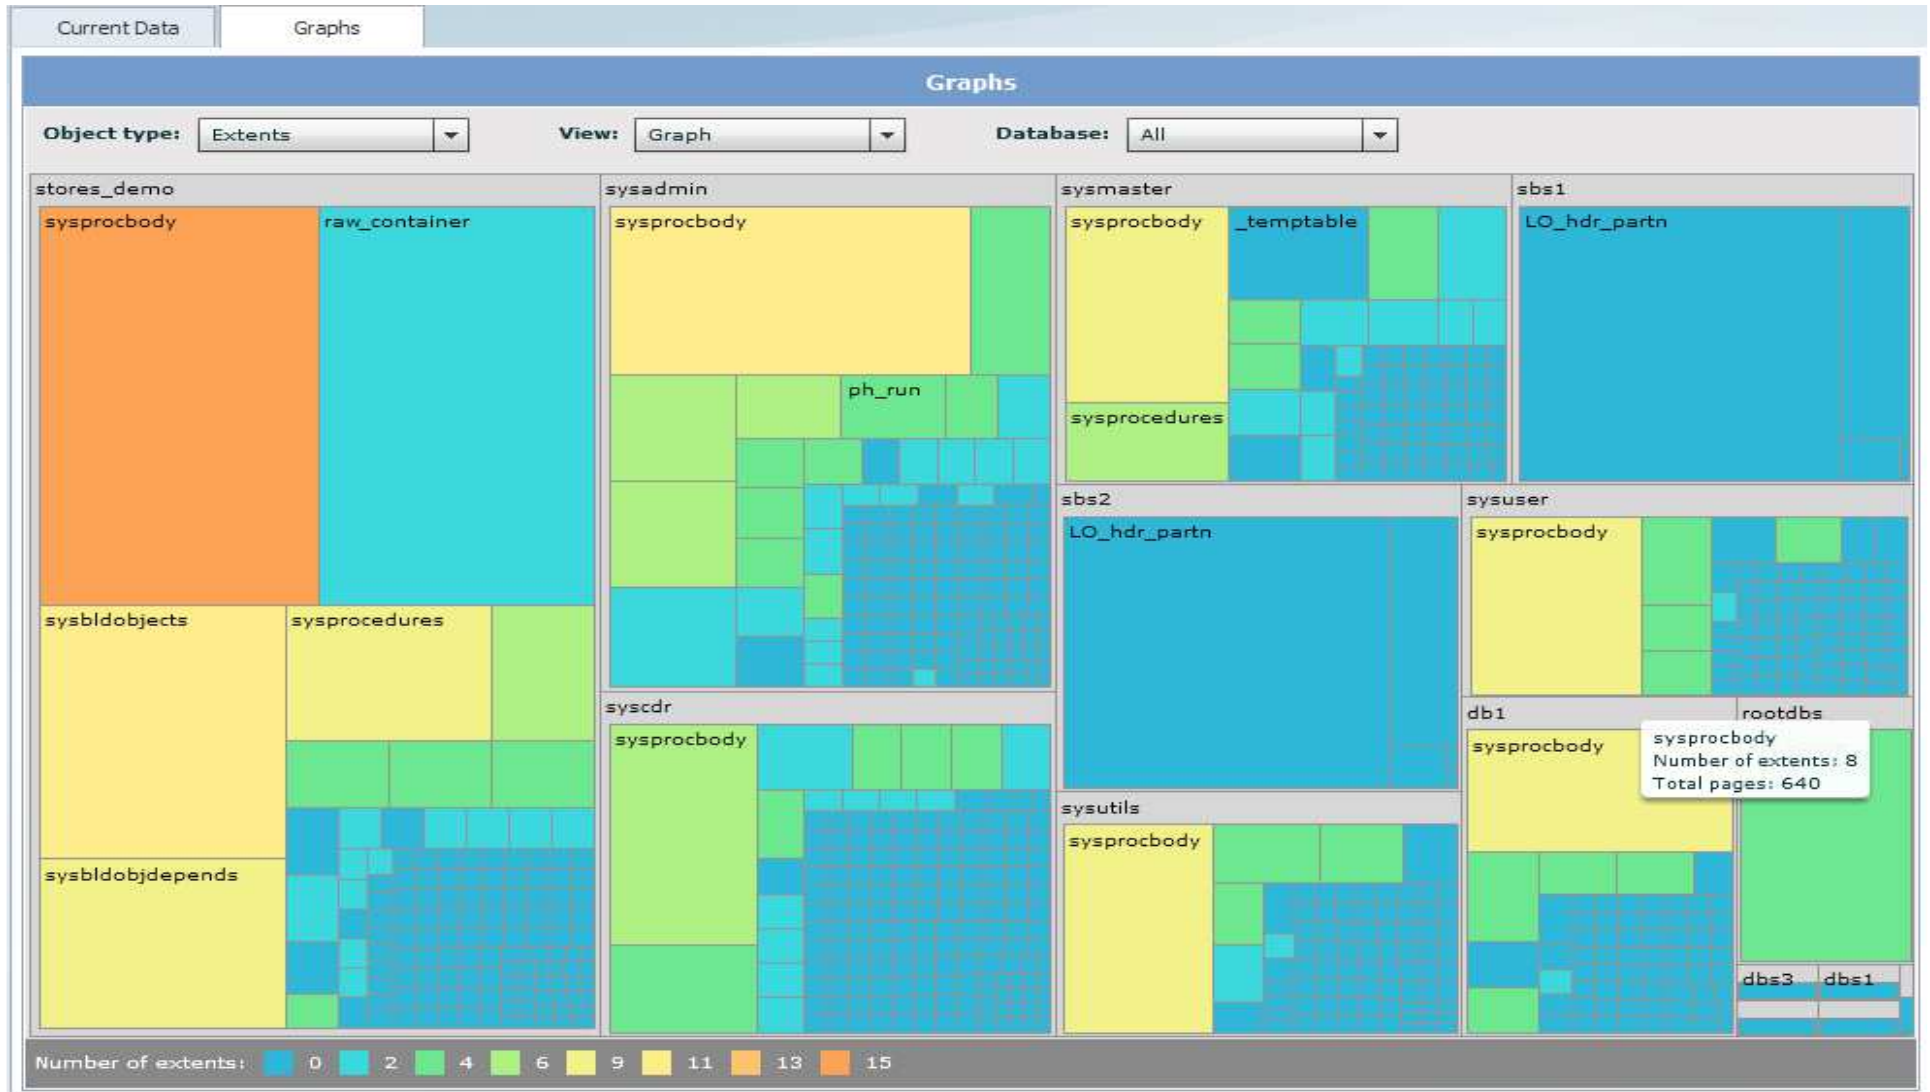 Current Data
Graphs
Graphs
Object type: Extents View: Graph Database: All
stores_demo
sysadmin
sysmaster
sbs1
sysprocbody
raw_container
sysprocbody
sysprocbody
_temptable
LO_hdr_partn
ph_run
sysprocedures
sbs2
sysuser
LO_hdr_partn
sysprocbody
sysbldobjects
sysprocedures
syscdr
db1
rootdbs
sysprocbody
sysprocbody
sysprocbody
Number of extents: 8
Total pages: 640
sysutils
sysprocbody
sysbldobjdepends
dbs3
dbs1
Number of extents: 0 2 4 6 9 11 13 15